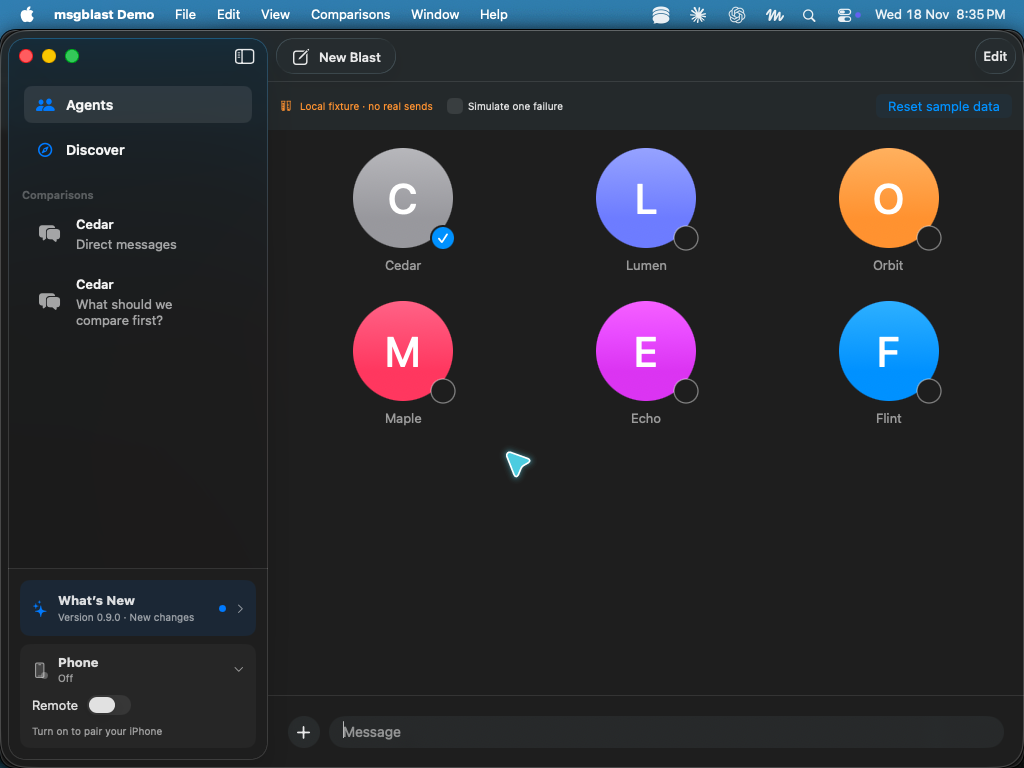 msgblast Demo File Edit View Comparisons Window Help Wed 18 Nov 8:35 PM
New Blast
Edit
Agents
Local fixture · no real sends
Simulate one failure
Reset sample data
Discover
Comparisons
Cedar
Direct messages
Cedar
What should we
compare first?
C L O
Cedar Lumen Orbit
M E F
Maple Echo Flint
What's New
Version 0.9.0 · New changes
Phone
Off
Remote
Turn on to pair your iPhone
Message